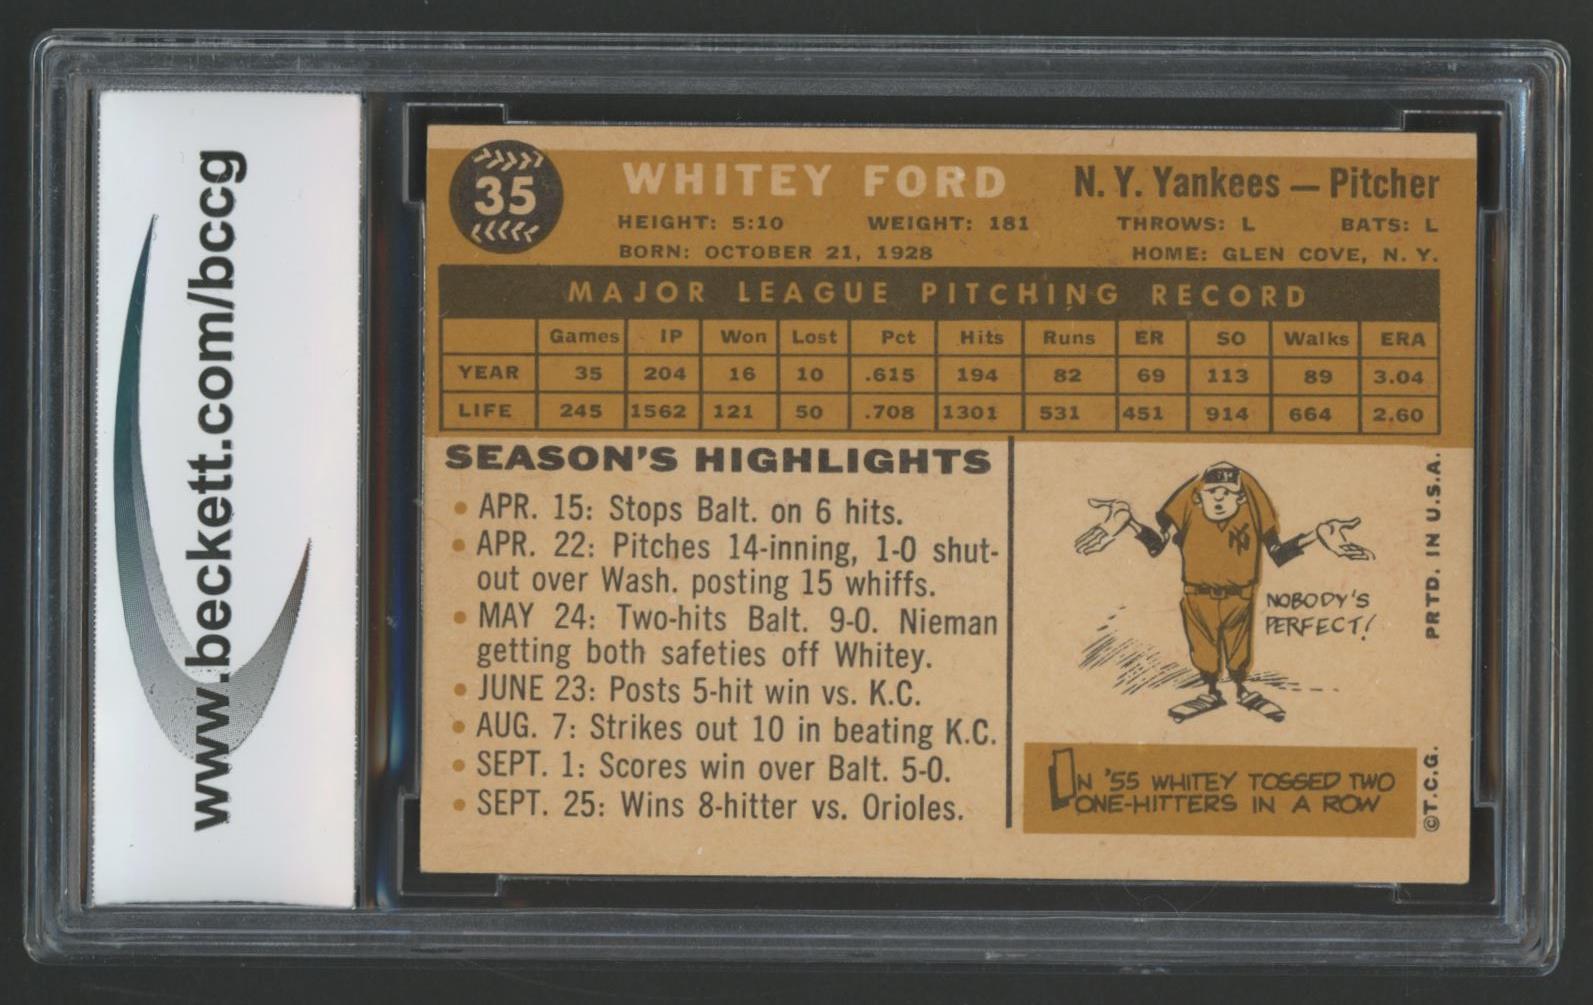 www.beckett.com/bccg
35
WHITEY FORD N. Y. Yankees — Pitcher
HEIGHT: 5:10 WEIGHT: 181 THROWS: L BATS: L
BORN: OCTOBER 21, 1928 HOME: GLEN COVE, N. Y.
MAJOR LEAGUE PITCHING RECORD
Games IP Won Lost Pct Hits Runs ER SO Walks ERA
YEAR 35 204 16 10 .615 194 82 69 113 89 3.04
LIFE 245 1562 121 50 .708 1301 531 451 914 664 2.60
SEASON'S HIGHLIGHTS
• APR. 15: Stops Balt. on 6 hits.
• APR. 22: Pitches 14-inning, 1-0 shut-
out over Wash. posting 15 whiffs.
• MAY 24: Two-hits Balt. 9-0. Nieman
getting both safeties off Whitey.
• JUNE 23: Posts 5-hit win vs. K.C.
• AUG. 7: Strikes out 10 in beating K.C.
• SEPT. 1: Scores win over Balt. 5-0.
• SEPT. 25: Wins 8-hitter vs. Orioles.
NY
NOBODY'S
PERFECT!
IN '55 WHITEY TOSSED TWO
ONE-HITTERS IN A ROW
©T.C.G. PRTD. IN U.S.A.